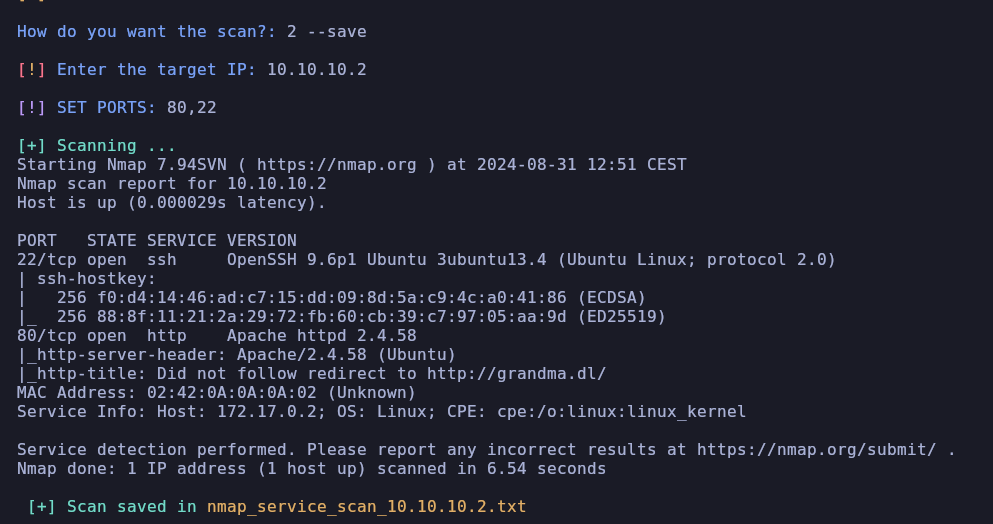 How do you want the scan?: 2 --save
[!] Enter the target IP: 10.10.10.2
[!] SET PORTS: 80,22
[+] Scanning ...
Starting Nmap 7.94SVN ( https://nmap.org ) at 2024-08-31 12:51 CEST
Nmap scan report for 10.10.10.2
Host is up (0.000029s latency).
PORT   STATE SERVICE VERSION
22/tcp open  ssh     OpenSSH 9.6p1 Ubuntu 3ubuntu13.4 (Ubuntu Linux; protocol 2.0)
| ssh-hostkey:
|   256 f0:d4:14:46:ad:c7:15:dd:09:8d:5a:c9:4c:a0:41:86 (ECDSA)
|_  256 88:8f:11:21:2a:29:72:fb:60:cb:39:c7:97:05:aa:9d (ED25519)
80/tcp open  http    Apache httpd 2.4.58
|_http-server-header: Apache/2.4.58 (Ubuntu)
|_http-title: Did not follow redirect to http://grandma.dl/
MAC Address: 02:42:0A:0A:0A:02 (Unknown)
Service Info: Host: 172.17.0.2; OS: Linux; CPE: cpe:/o:linux:linux_kernel
Service detection performed. Please report any incorrect results at https://nmap.org/submit/ .
Nmap done: 1 IP address (1 host up) scanned in 6.54 seconds
[+] Scan saved in nmap_service_scan_10.10.10.2.txt